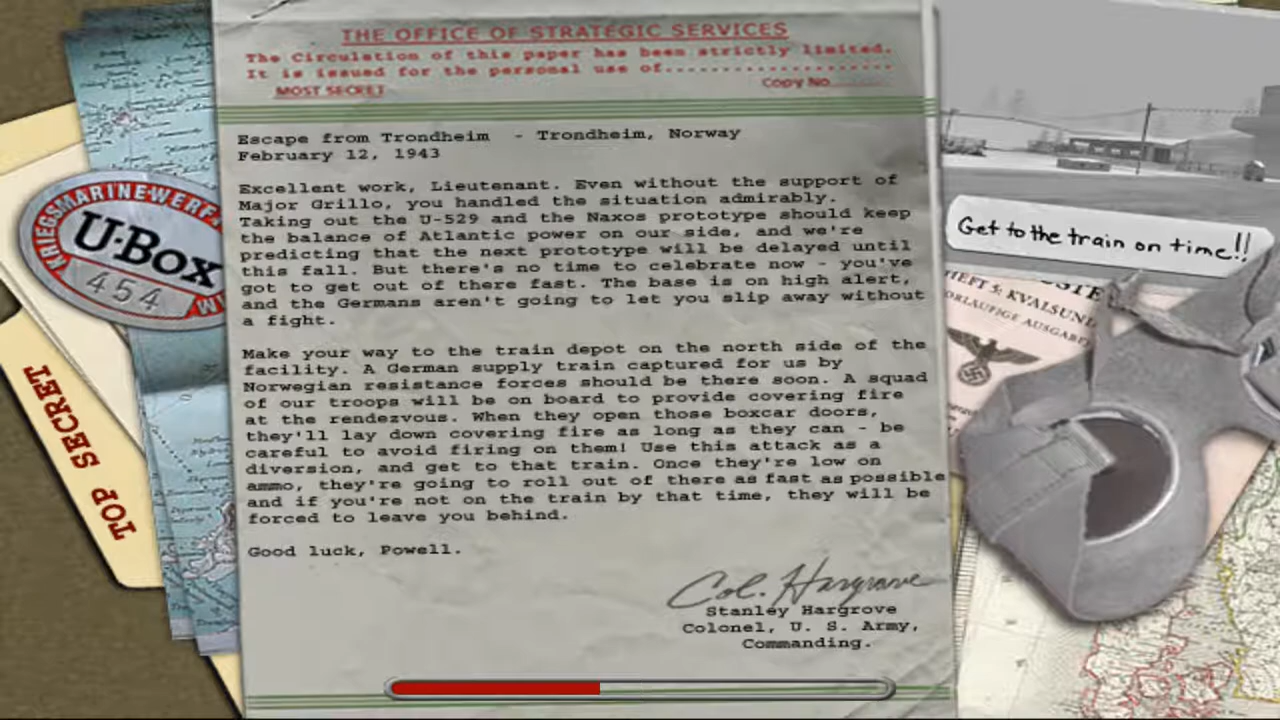 THE OFFICE OF STRATEGIC SERVICES
The Circulation of this paper has been strictly limited.
It is issued for the personal use of....................
MOST SECRET
Copy No.
Escape from Trondheim - Trondheim, Norway
February 12, 1943
Excellent work, Lieutenant. Even without the support of
Major Grillo, you handled the situation admirably.
Taking out the U-529 and the Naxos prototype should keep
the balance of Atlantic power on our side, and we're
predicting that the next prototype will be delayed until
this fall. But there's no time to celebrate now - you've
got to get out of there fast. The base is on high alert,
and the Germans aren't going to let you slip away without
a fight.
Make your way to the train depot on the north side of the
facility. A German supply train captured for us by
Norwegian resistance forces should be there soon. A squad
of our troops will be on board to provide covering fire
at the rendezvous. When they open those boxcar doors,
they'll lay down covering fire as long as they can - be
careful to avoid firing on them! Use this attack as a
diversion, and get to that train. Once they're low on
ammo, they're going to roll out of there as fast as possible
and if you're not on the train by that time, they will be
forced to leave you behind.
Good luck, Powell.
Col. Hargrove
Stanley Hargrove
Colonel, U. S. Army,
Commanding.
KRIEGSMARINE-WERFA
U-Box
454
TOP SECRET
Get to the train on time!!
HEFT 5: KVALSUND